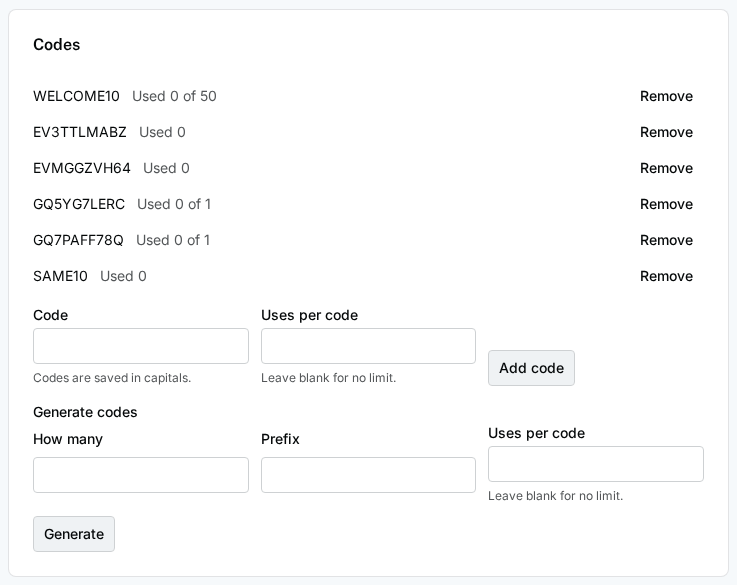 Codes
WELCOME10 Used 0 of 50 Remove
EV3TTLMABZ Used 0 Remove
EVMGGZVH64 Used 0 Remove
GQ5YG7LERC Used 0 of 1 Remove
GQ7PAFF78Q Used 0 of 1 Remove
SAME10 Used 0 Remove
Code Uses per code
Add code
Codes are saved in capitals. Leave blank for no limit.
Generate codes
How many Prefix Uses per code
Leave blank for no limit.
Generate